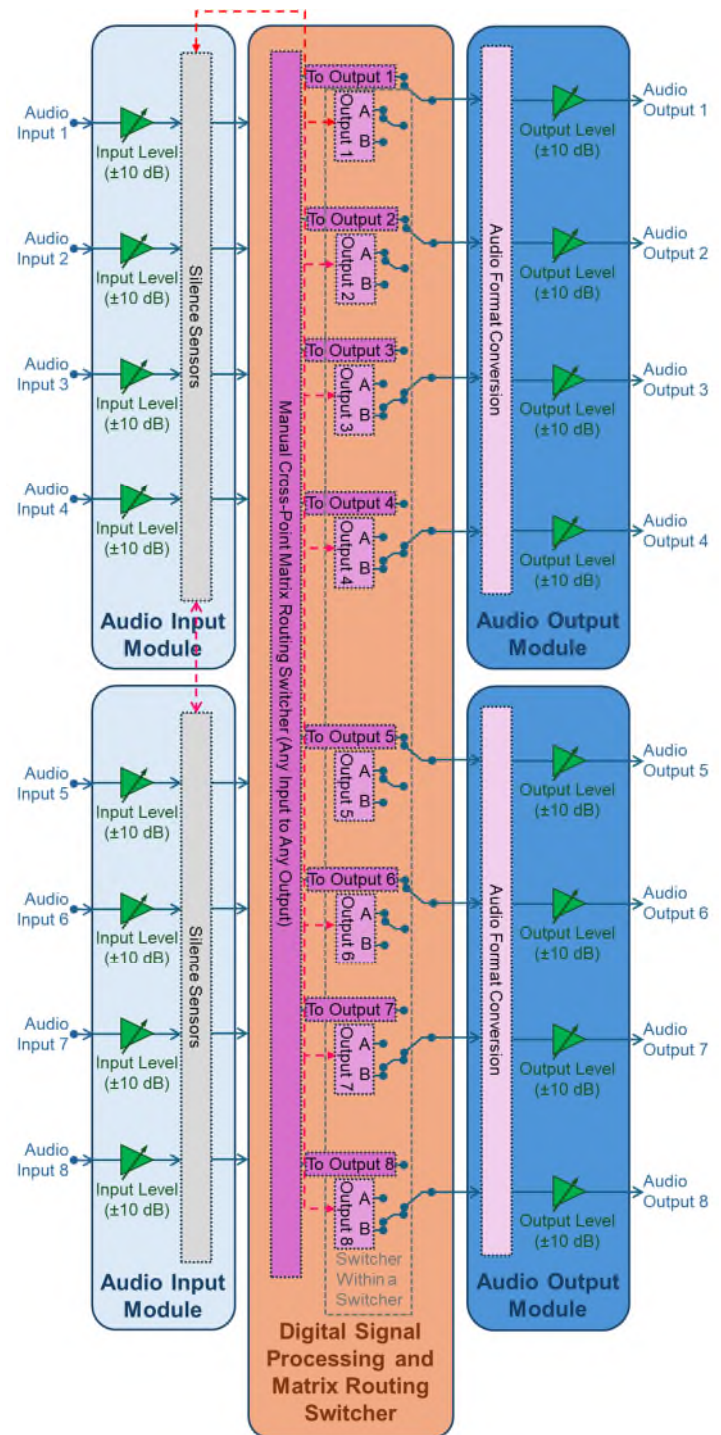 Audio
Input 1
Input Level
(±10 dB)
Audio
Input 2
Input Level
(±10 dB)
Audio
Input 3
Input Level
(±10 dB)
Audio
Input 4
Input Level
(±10 dB)
Silence Sensors
Audio Input
Module
Audio
Input 5
Input Level
(±10 dB)
Audio
Input 6
Input Level
(±10 dB)
Audio
Input 7
Input Level
(±10 dB)
Audio
Input 8
Input Level
(±10 dB)
Silence Sensors
Audio Input
Module
Manual Cross-Point Matrix Routing Switcher (Any Input to Any Output)
To Output 1
Output 1
A
B
To Output 2
Output 2
A
B
To Output 3
Output 3
A
B
To Output 4
Output 4
A
B
To Output 5
Output 5
A
B
To Output 6
Output 6
A
B
To Output 7
Output 7
A
B
To Output 8
Output 8
A
B
Switcher
Within a
Switcher
Digital Signal
Processing and
Matrix Routing
Switcher
Audio Format Conversion
Output Level
(±10 dB)
Audio
Output 1
Output Level
(±10 dB)
Audio
Output 2
Output Level
(±10 dB)
Audio
Output 3
Output Level
(±10 dB)
Audio
Output 4
Audio Output
Module
Audio Format Conversion
Output Level
(±10 dB)
Audio
Output 5
Output Level
(±10 dB)
Audio
Output 6
Output Level
(±10 dB)
Audio
Output 7
Output Level
(±10 dB)
Audio
Output 8
Audio Output
Module